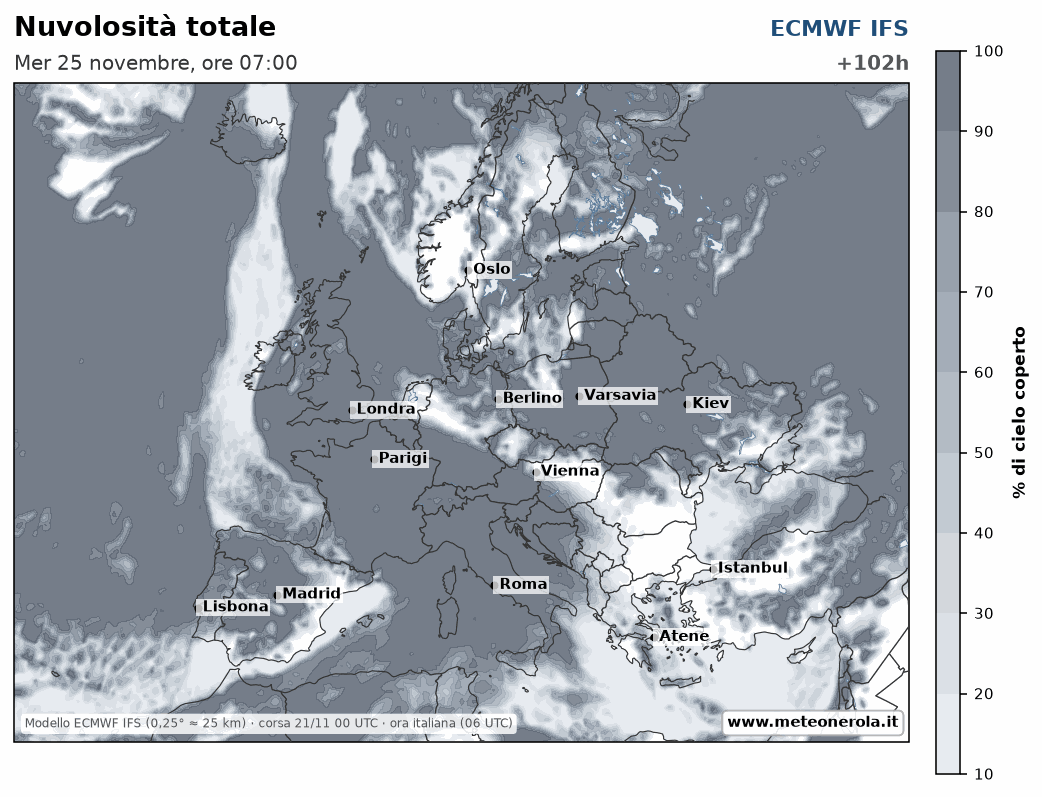 Nuvolosità totale
ECMWF IFS
Mer 25 novembre, ore 07:00
+102h
100
90
80
70
60
50
40
30
20
10
% di cielo coperto
Oslo
Londra
Berlino
Varsavia
Kiev
Parigi
Vienna
Istanbul
Roma
Madrid
Lisbona
Atene
Modello ECMWF IFS (0,25° ≈ 25 km) · corsa 21/11 00 UTC · ora italiana (06 UTC)
www.meteonerola.it